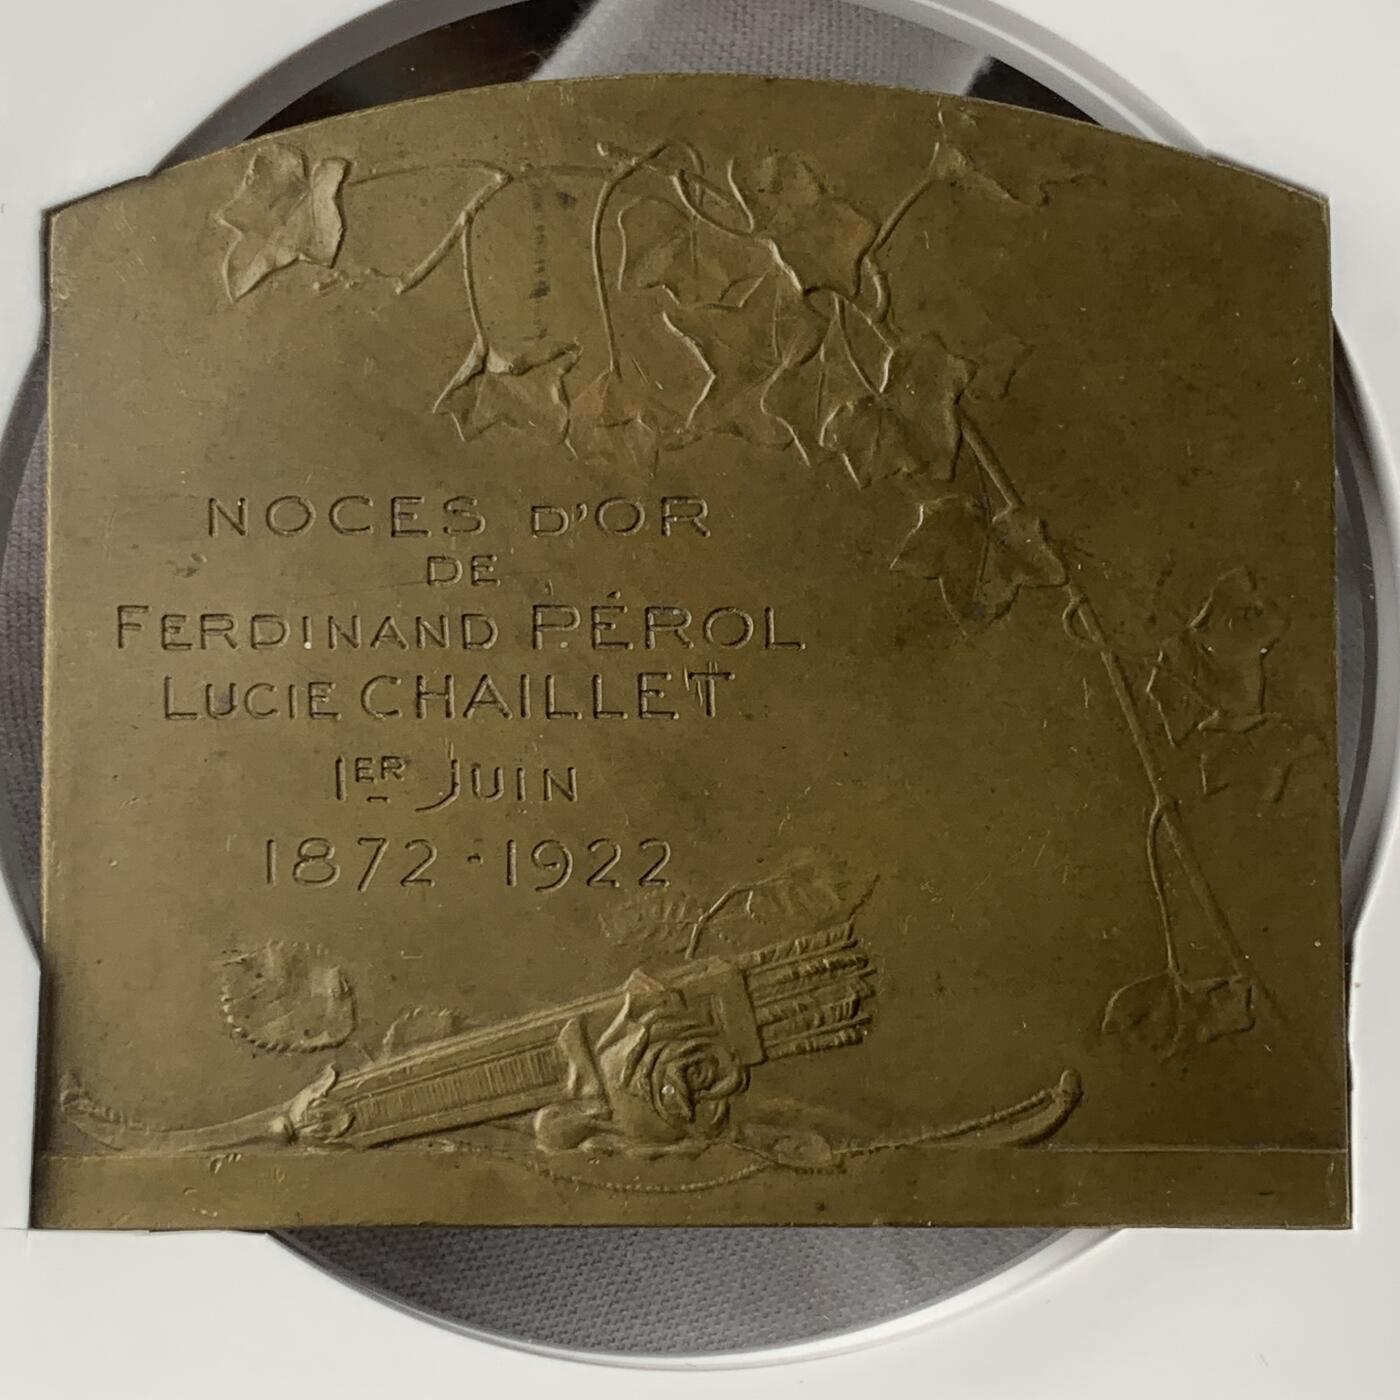 NOCES D'OR
DE
FERDINAND PÉROL
LUCIE CHAILLET
1ER JUIN
1872 · 1922